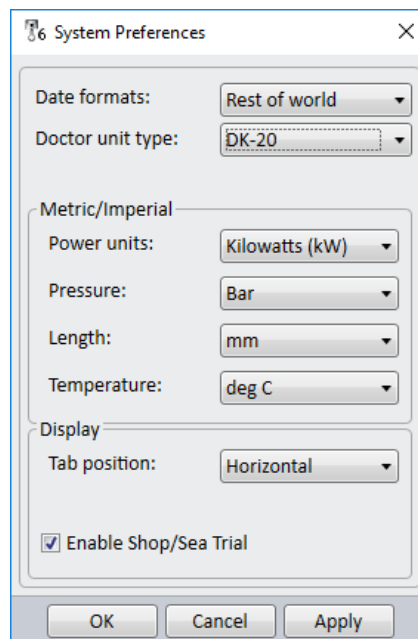 6 System Preferences
Date formats: Rest of world
Doctor unit type: DK-20
Metric/Imperial
Power units: Kilowatts (kW)
Pressure: Bar
Length: mm
Temperature: deg C
Display
Tab position: Horizontal
Enable Shop/Sea Trial
OK Cancel Apply